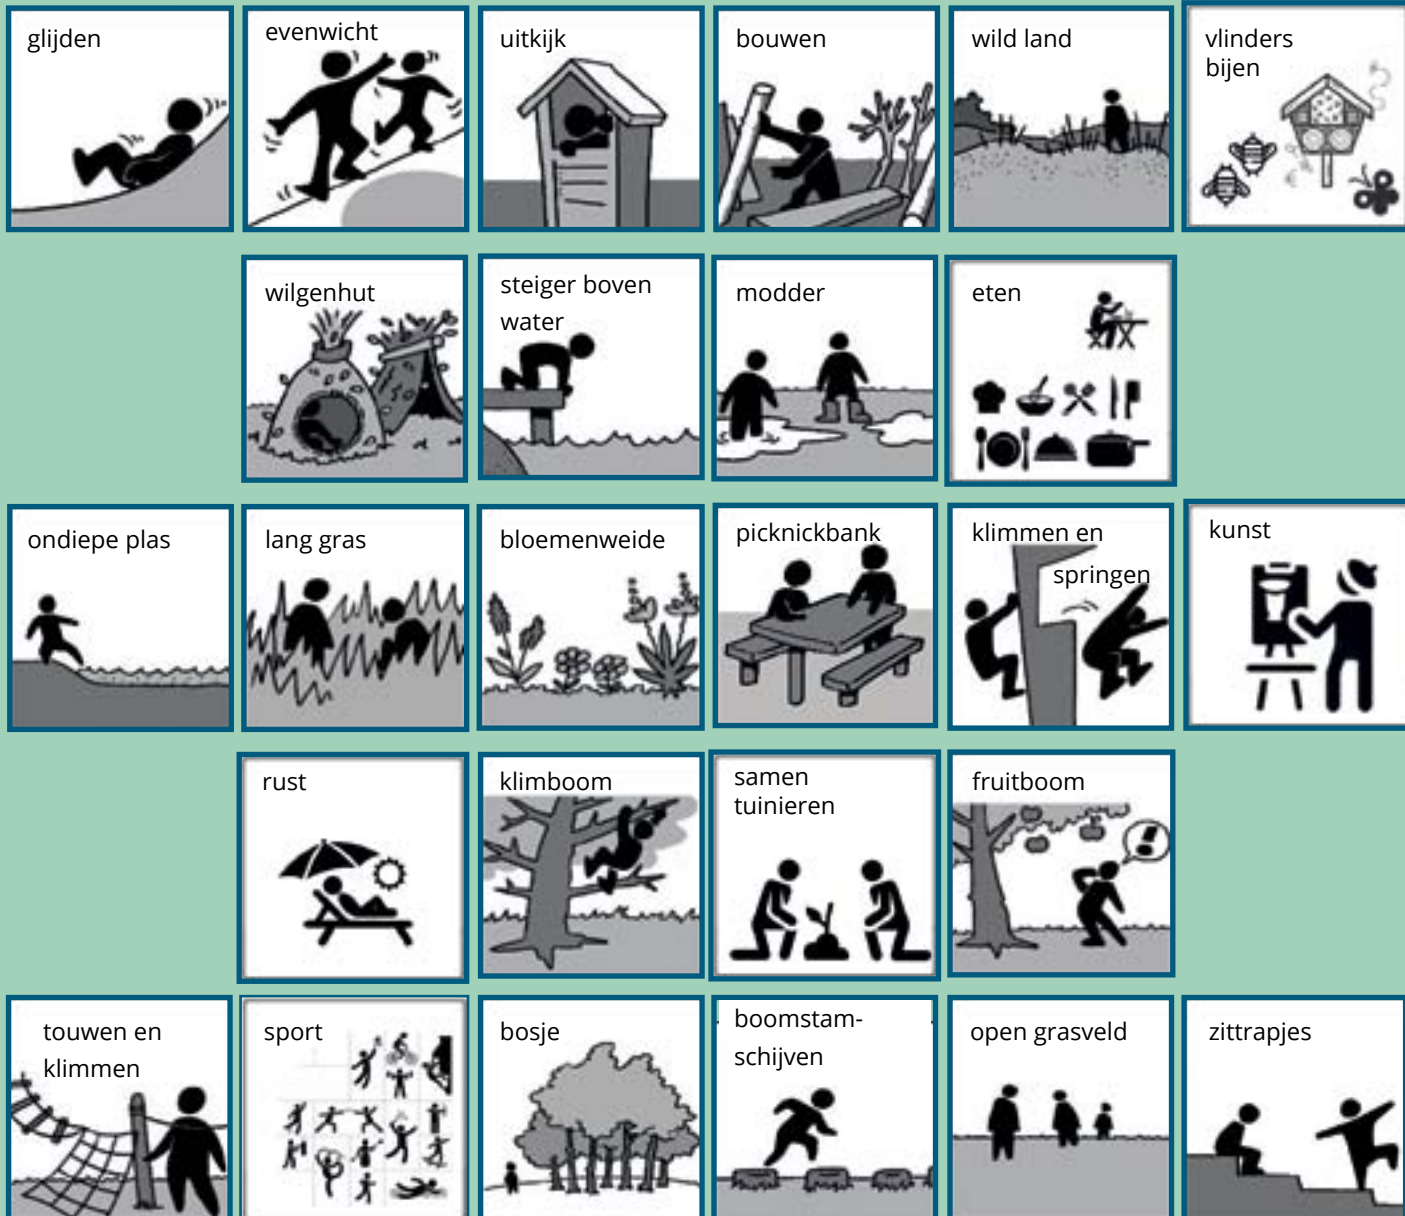 glijden
evenwicht
uitkijk
bouwen
wild land
vlinders
bijen
wilgenhut
steiger boven
water
modder
eten
ondiepe plas
lang gras
bloemenweide
picknickbank
klimmen en
springen
kunst
rust
klimboom
samen
tuinieren
fruitboom
!
touwen en
klimmen
sport
bosje
boomstam-
schijven
open grasveld
zittrapjes